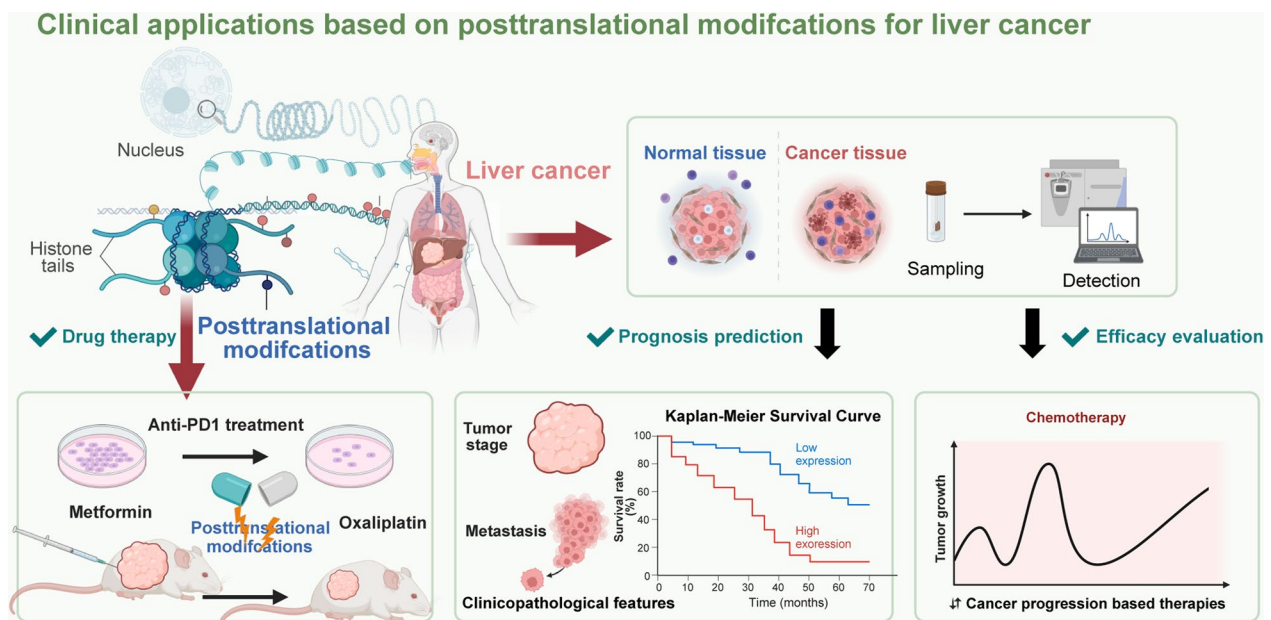 Clinical applications based on posttranslational modifcations for liver cancer
Nucleus
Histone
tails
Liver cancer
Posttranslational
modifcations
Drug therapy
Normal tissue
Cancer tissue
Sampling
Detection
Prognosis prediction
Efficacy evaluation
Anti-PD1 treatment
Metformin
Posttranslational
modifcations
Oxaliplatin
Tumor
stage
Metastasis
Clinicopathological features
Kaplan-Meier Survival Curve
Survival rate
(%)
100
80
60
40
20
0
Low
expression
High
exoression
0 10 20 30 40 50 60 70
Time (months)
Chemotherapy
Tumor growth
Cancer progression based therapies